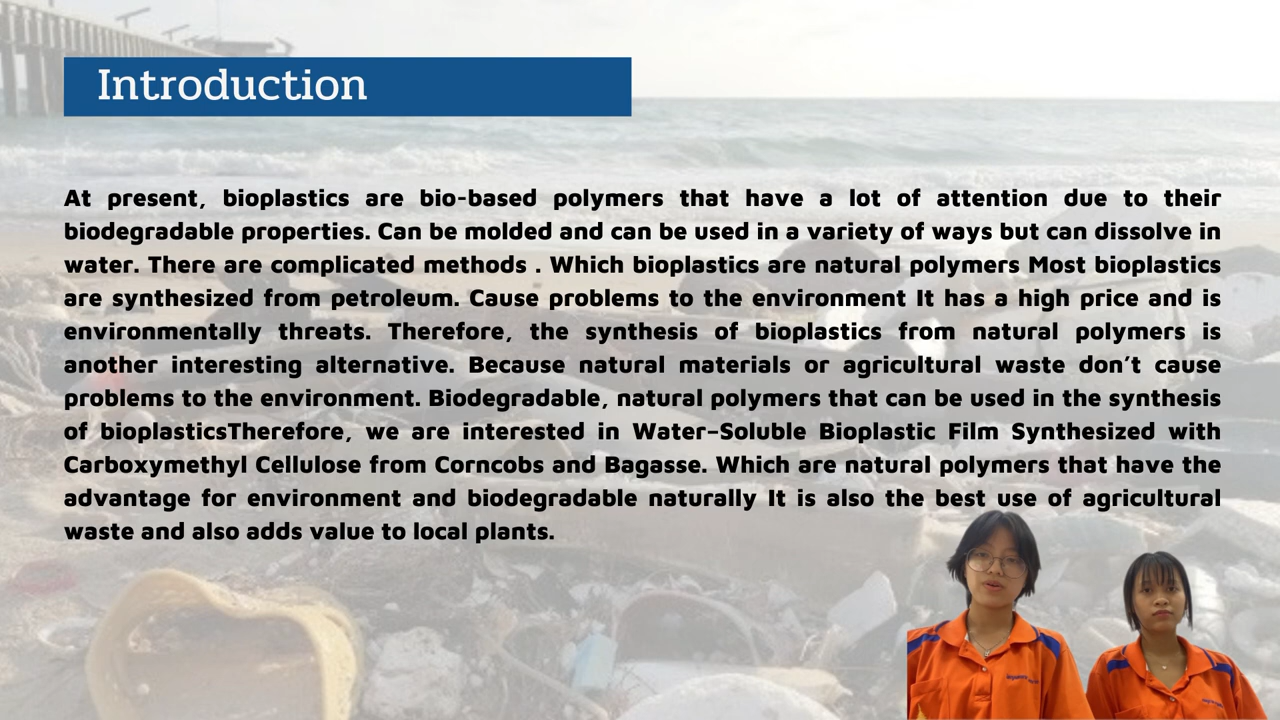 Introduction
At present, bioplastics are bio-based polymers that have a lot of attention due to their
biodegradable properties. Can be molded and can be used in a variety of ways but can dissolve in
water. There are complicated methods . Which bioplastics are natural polymers Most bioplastics
are synthesized from petroleum. Cause problems to the environment It has a high price and is
environmentally threats. Therefore, the synthesis of bioplastics from natural polymers is
another interesting alternative. Because natural materials or agricultural waste don’t cause
problems to the environment. Biodegradable, natural polymers that can be used in the synthesis
of bioplasticsTherefore, we are interested in Water–Soluble Bioplastic Film Synthesized with
Carboxymethyl Cellulose from Corncobs and Bagasse. Which are natural polymers that have the
advantage for environment and biodegradable naturally It is also the best use of agricultural
waste and also adds value to local plants.